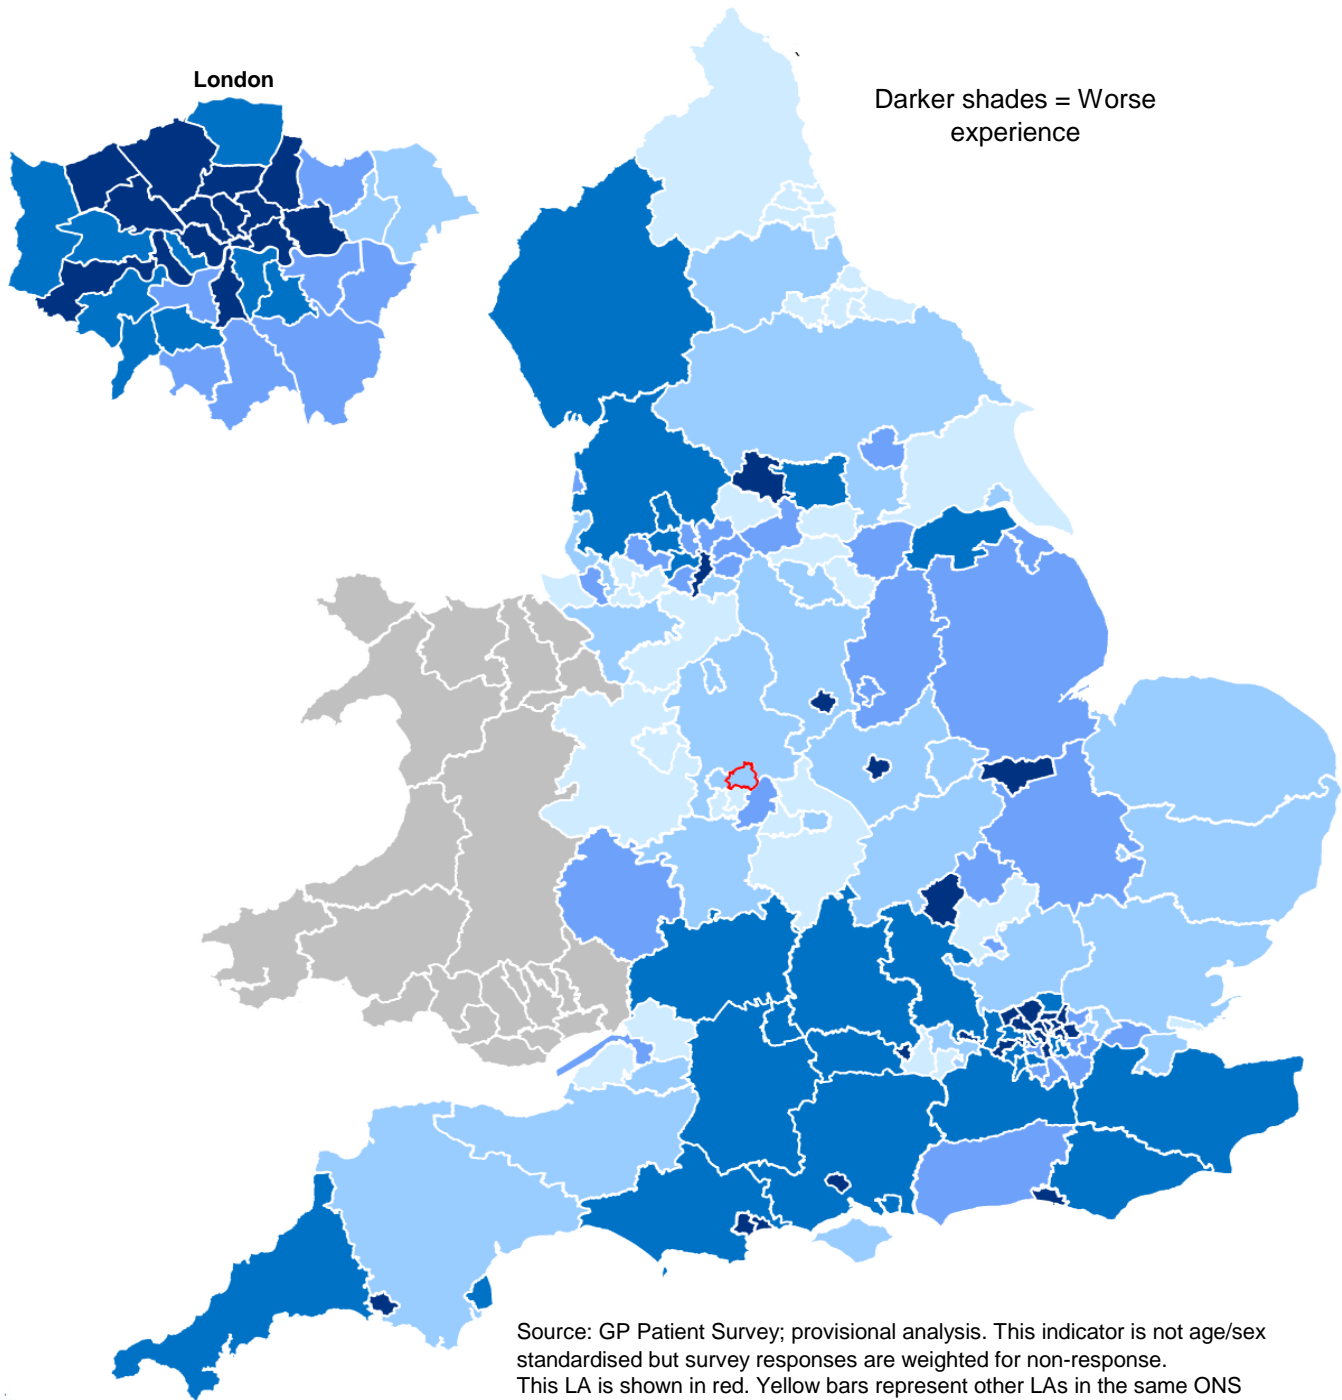 London
Darker shades = Worse
experience
Source: GP Patient Survey; provisional analysis. This indicator is not age/sex
standardised but survey responses are weighted for non-response.
This LA is shown in red. Yellow bars represent other LAs in the same ONS